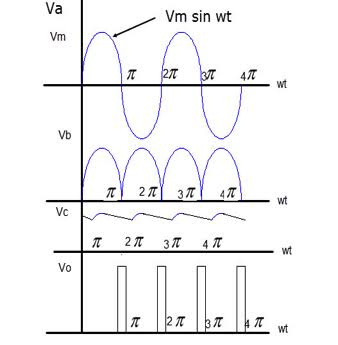 Va
Vm sin wt
Vm
π 2π 3π 4π wt
Vb
π 2π 3π 4π wt
Vc
π 2π 3π 4π wt
Vo
π 2π 3π 4π wt